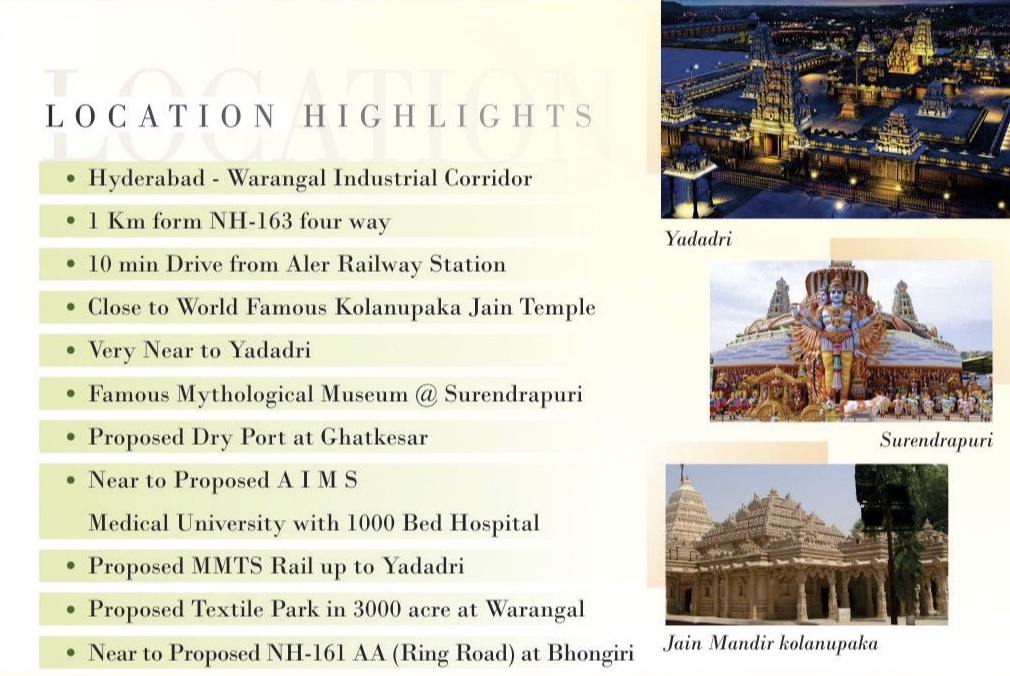 LOCATION
LOCATION HIGHLIGHTS
• Hyderabad - Warangal Industrial Corridor
• 1 Km form NH-163 four way
• 10 min Drive from Aler Railway Station
• Close to World Famous Kolanupaka Jain Temple
• Very Near to Yadadri
• Famous Mythological Museum @ Surendrapuri
• Proposed Dry Port at Ghatkesar
• Near to Proposed A I M S
Medical University with 1000 Bed Hospital
• Proposed MMTS Rail up to Yadadri
• Proposed Textile Park in 3000 acre at Warangal
• Near to Proposed NH-161 AA (Ring Road) at Bhongiri
Yadadri
Surendrapuri
Jain Mandir kolanupaka